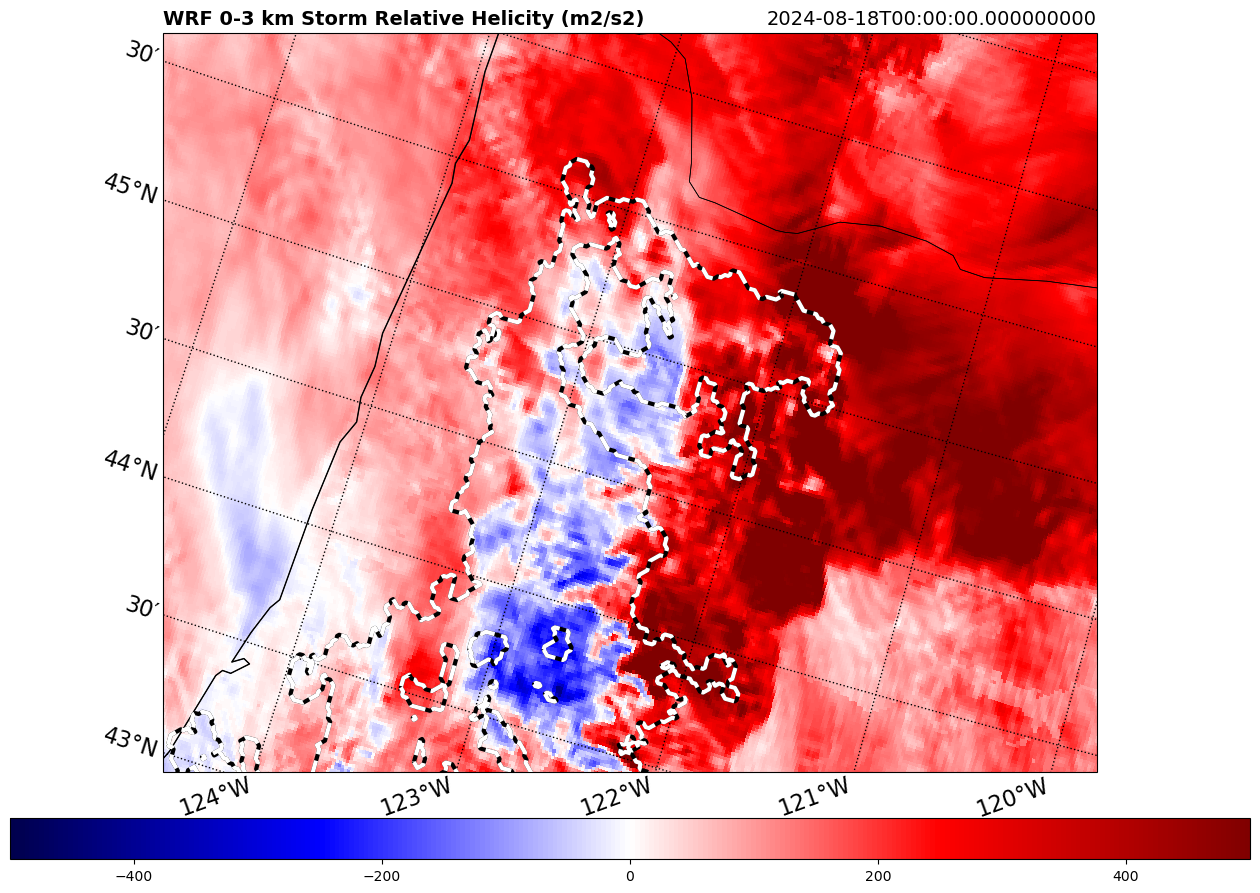 WRF 0-3 km Storm Relative Helicity (m2/s2) 2024-08-18T00:00:00.000000000
30′
45°N
30′
44°N
30′
43°N
124°W 123°W 122°W 121°W 120°W
−400 −200 0 200 400